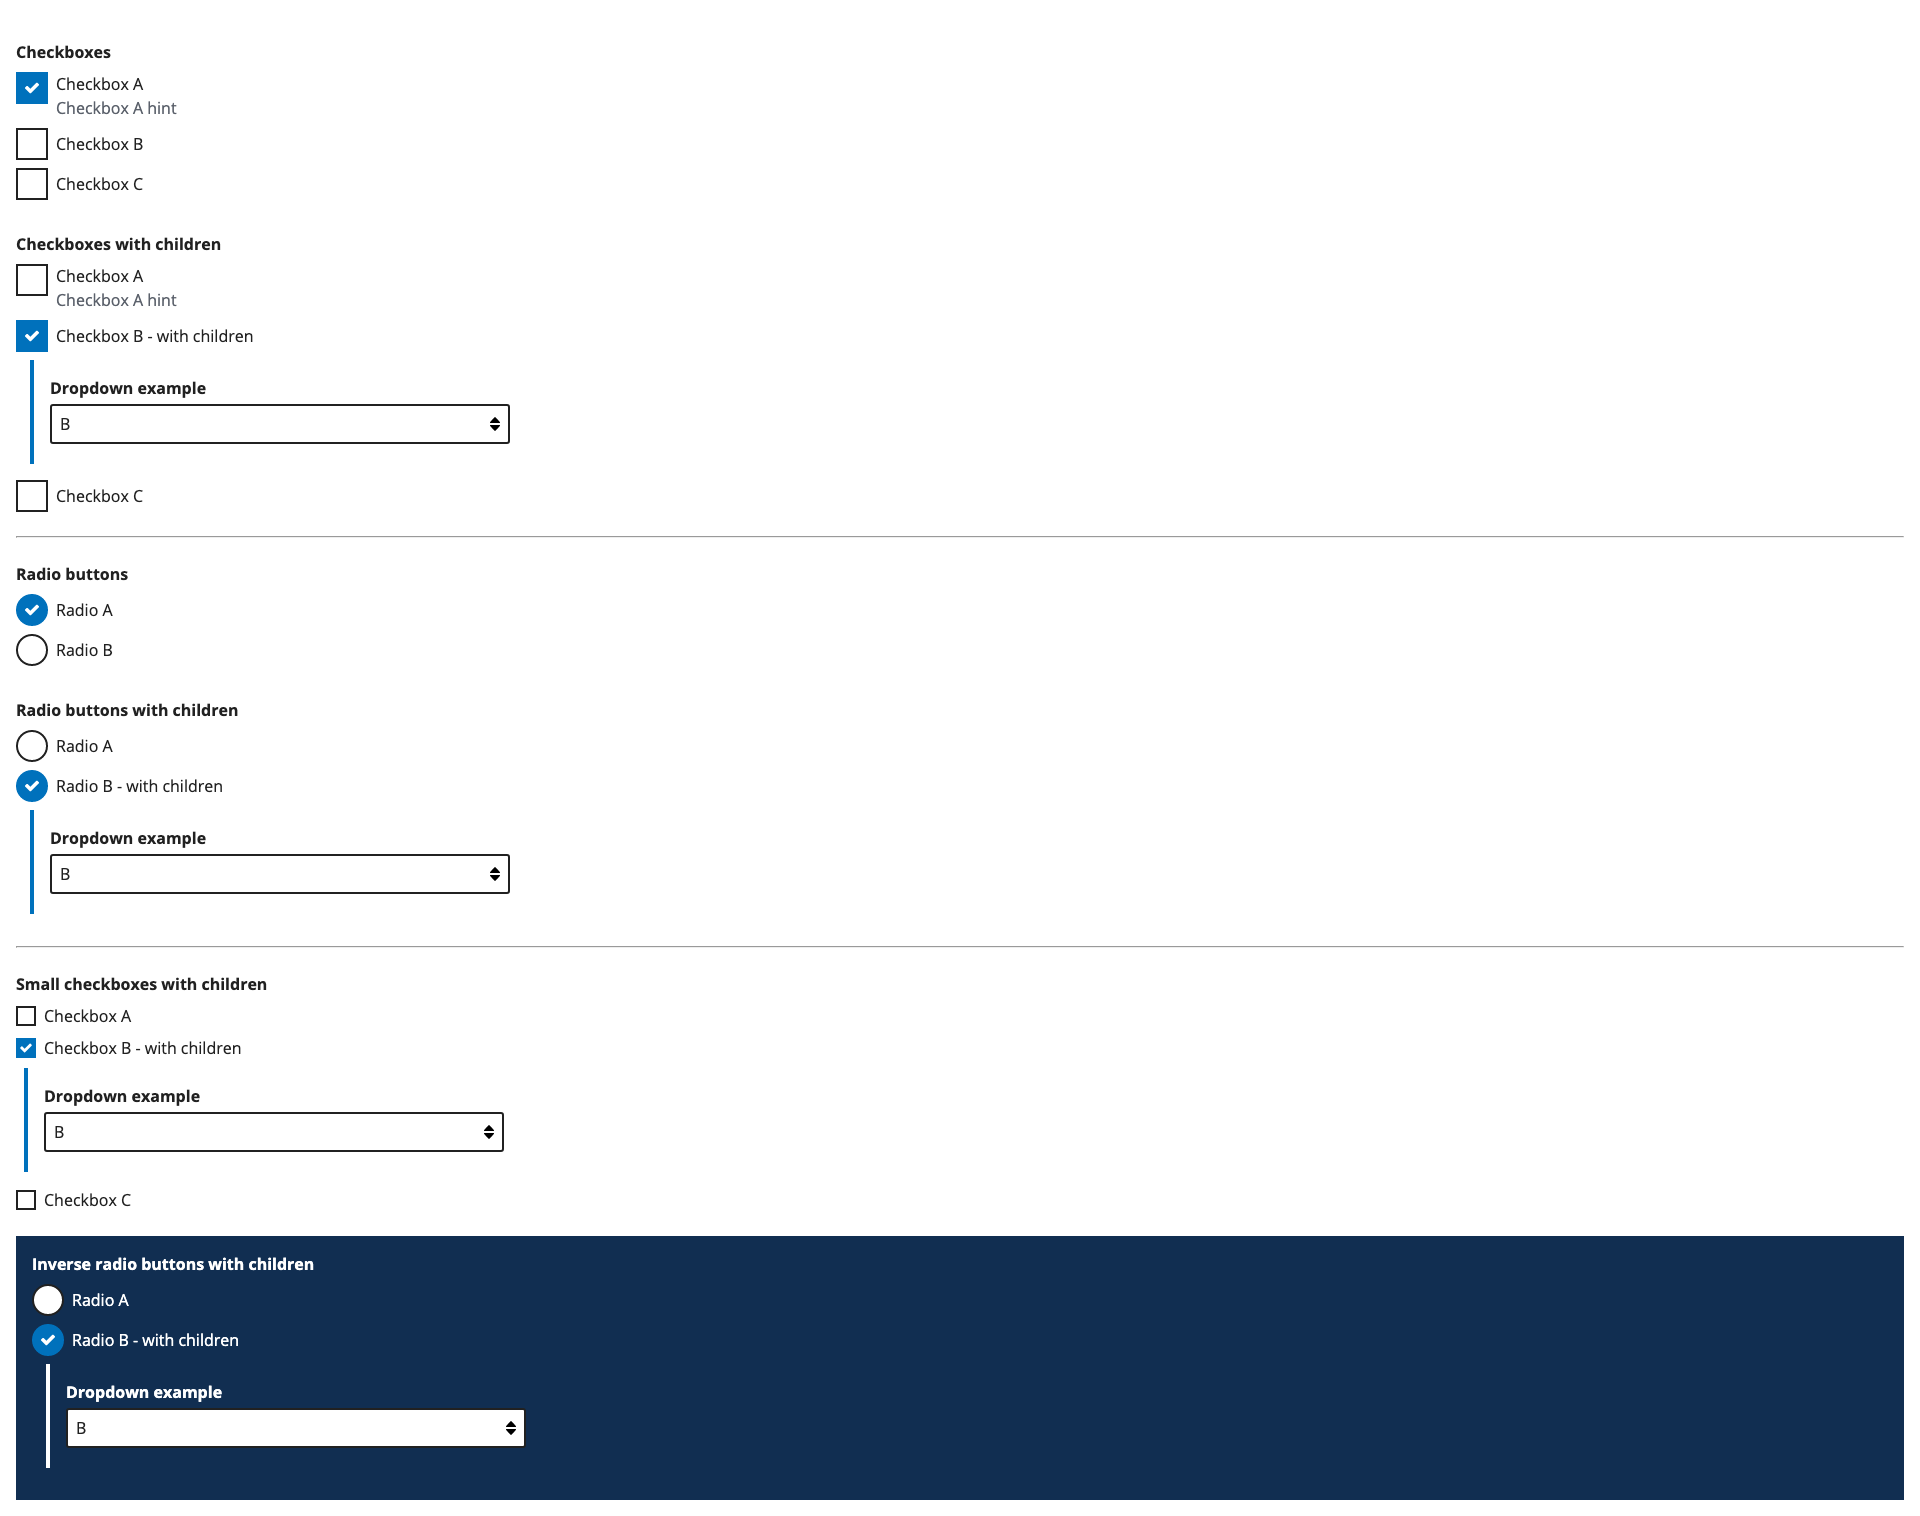 Checkboxes
Checkbox A
Checkbox A hint
Checkbox B
Checkbox C
Checkboxes with children
Checkbox A
Checkbox A hint
Checkbox B - with children
Dropdown example
B
Checkbox C
Radio buttons
Radio A
Radio B
Radio buttons with children
Radio A
Radio B - with children
Dropdown example
B
Small checkboxes with children
Checkbox A
Checkbox B - with children
Dropdown example
B
Checkbox C
Inverse radio buttons with children
Radio A
Radio B - with children
Dropdown example
B